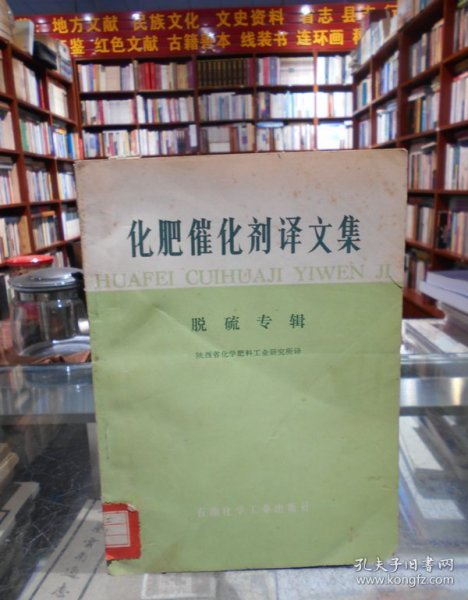 地方文献 民族文化 文史资料 省志 县志
鉴 红色文献 古籍善本 线装书 连环画
化肥催化剂译文集
HUAFEI CUIHUAJI YIWEN JI
脱硫专辑
陕西省化学肥料工业研究所译
石油化学工业出版社
孔夫子旧书网
www.kongfz.com